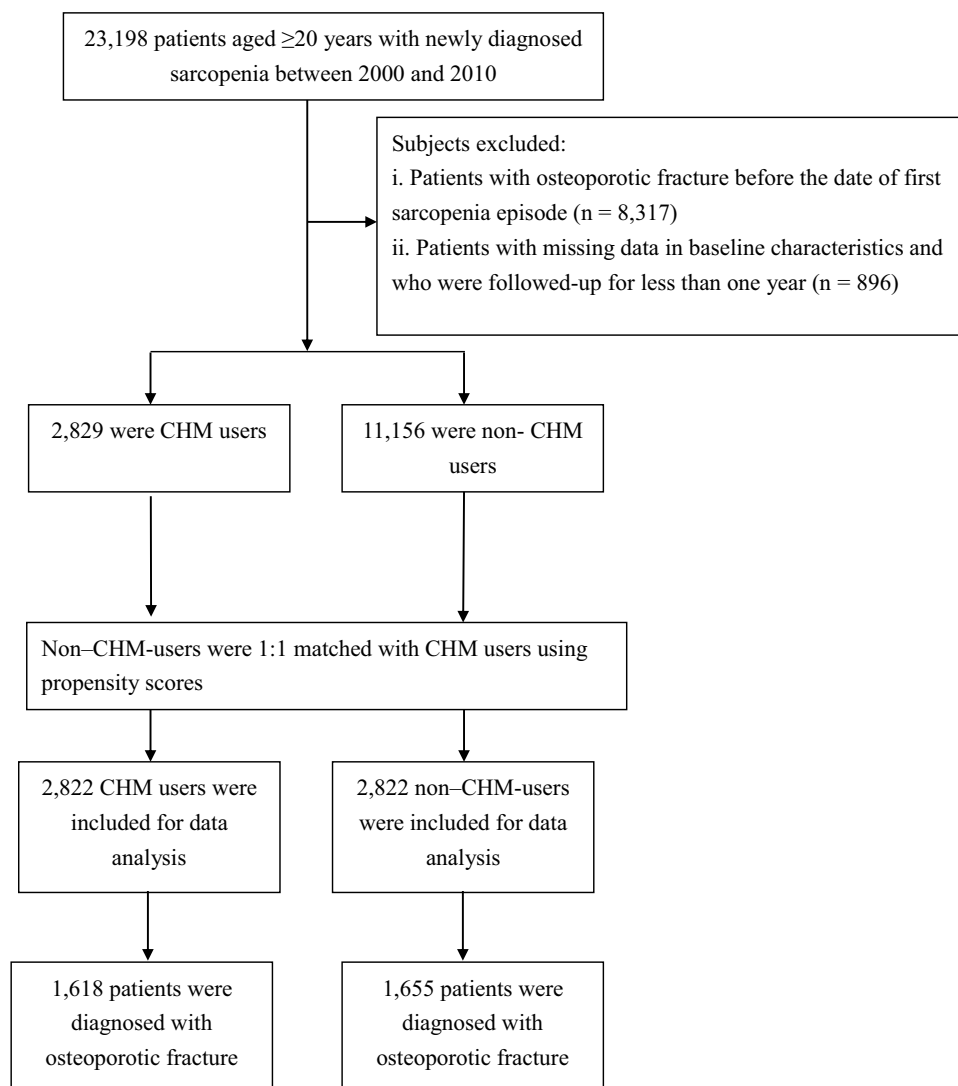 23,198 patients aged ≥20 years with newly diagnosed
sarcopenia between 2000 and 2010
Subjects excluded:
i. Patients with osteoporotic fracture before the date of first
sarcopenia episode (n = 8,317)
ii. Patients with missing data in baseline characteristics and
who were followed-up for less than one year (n = 896)
2,829 were CHM users
11,156 were non- CHM
users
Non–CHM-users were 1:1 matched with CHM users using
propensity scores
2,822 CHM users were
included for data
analysis
2,822 non–CHM-users
were included for data
analysis
1,618 patients were
diagnosed with
osteoporotic fracture
1,655 patients were
diagnosed with
osteoporotic fracture